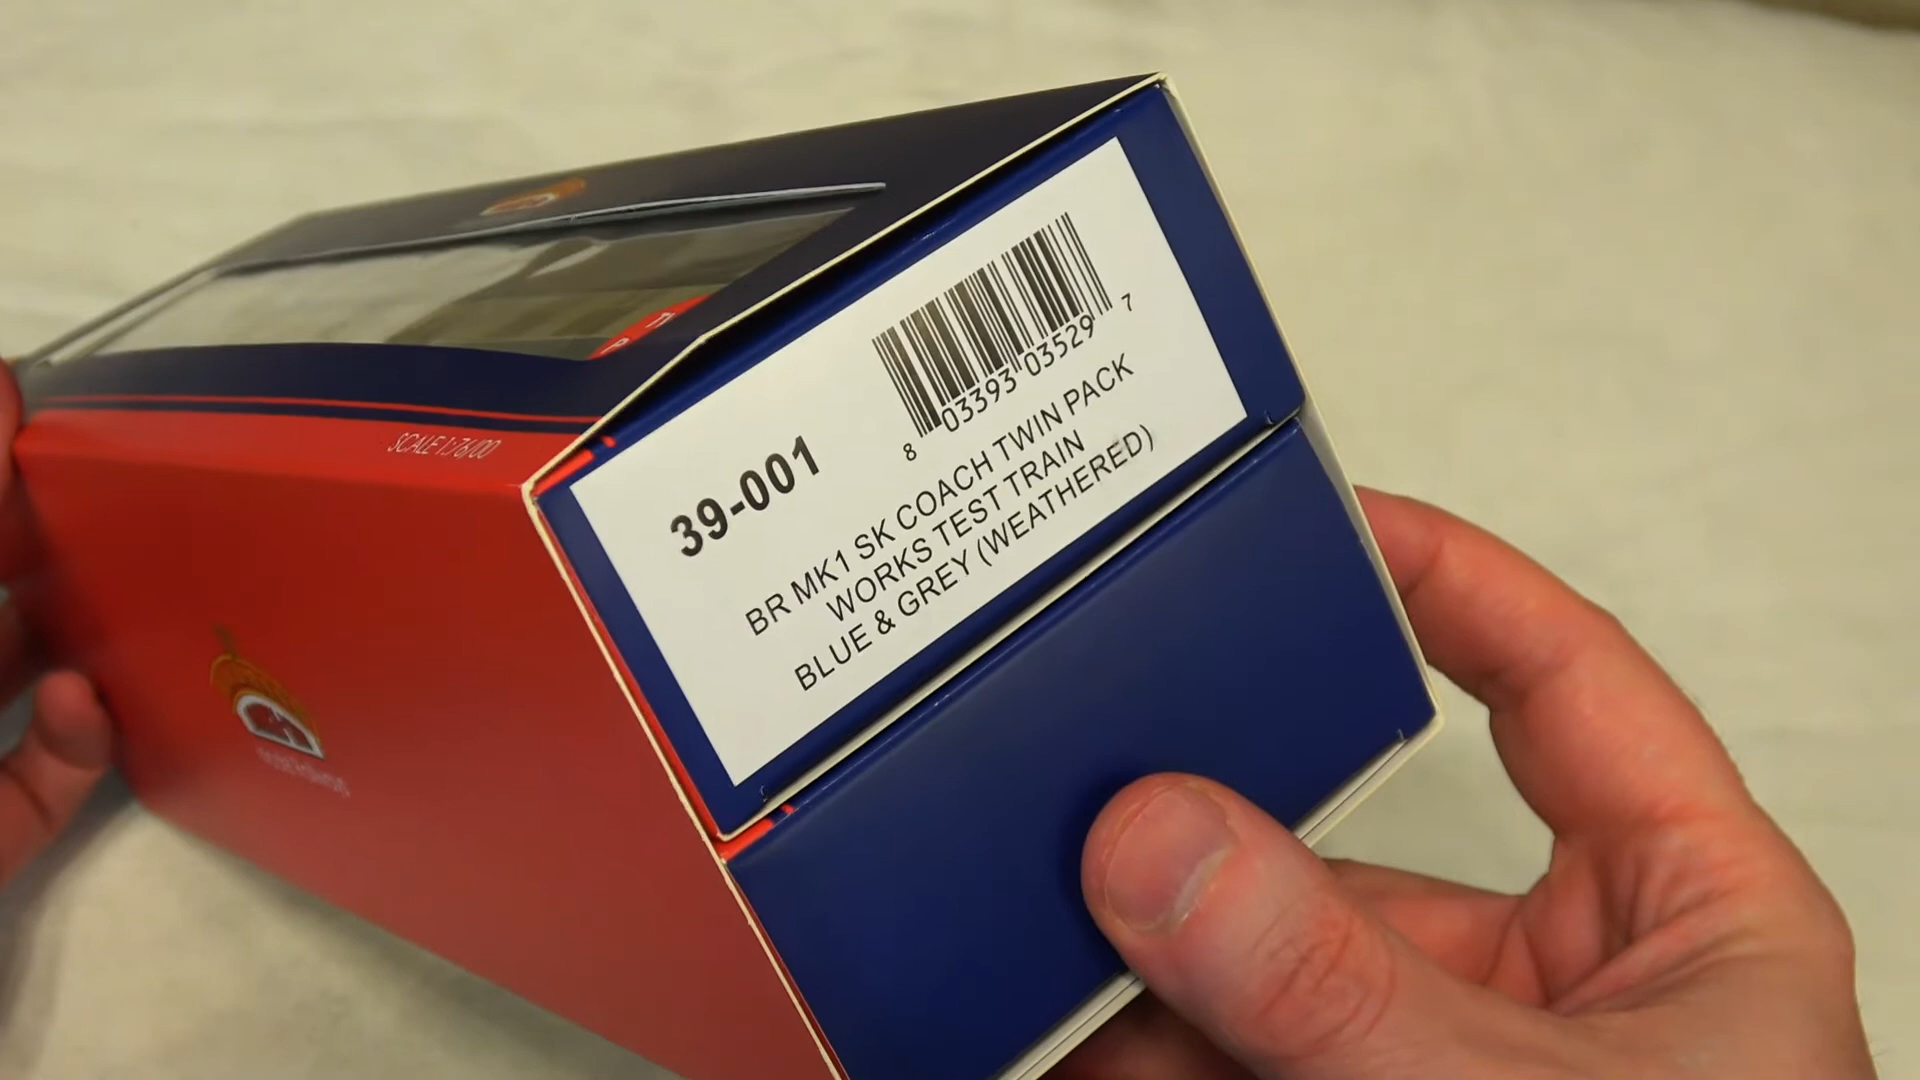 SCALE 1:76/00
39-001
8 03393 03529 7
BR MK1 SK COACH TWIN PACK
WORKS TEST TRAIN
BLUE & GREY (WEATHERED)